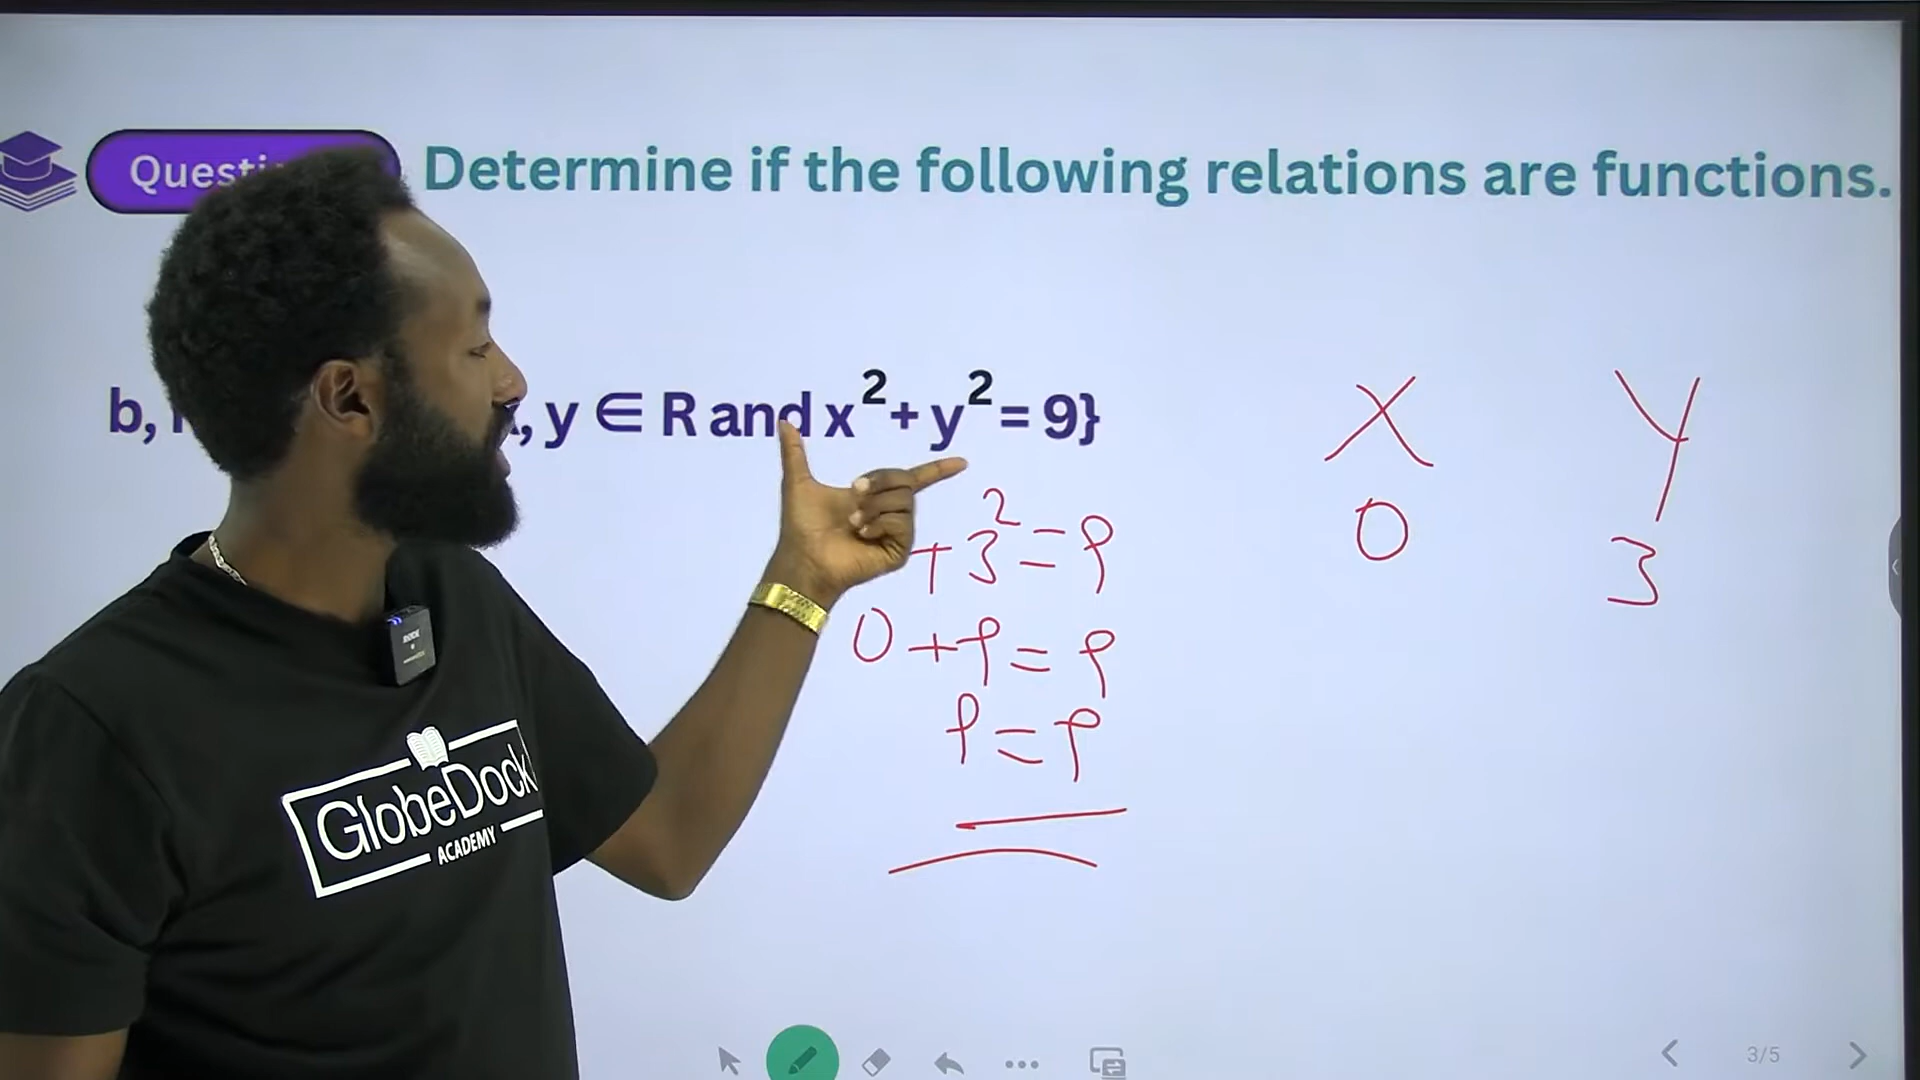 Determine if the following relations are functions.
b, , y ∈ R and x² + y² = 9}
X Y
0 3
+ 3² = 9
0 + 9 = 9
9 = 9
GlobeDock
ACADEMY
3/5